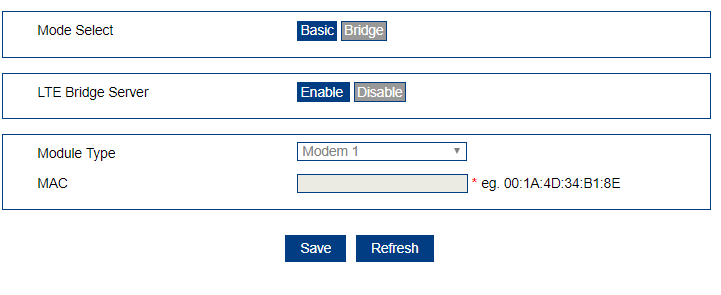 Mode Select Basic Bridge
LTE Bridge Server Enable Disable
Module Type Modem 1
MAC * eg. 00:1A:4D:34:B1:8E
Save Refresh